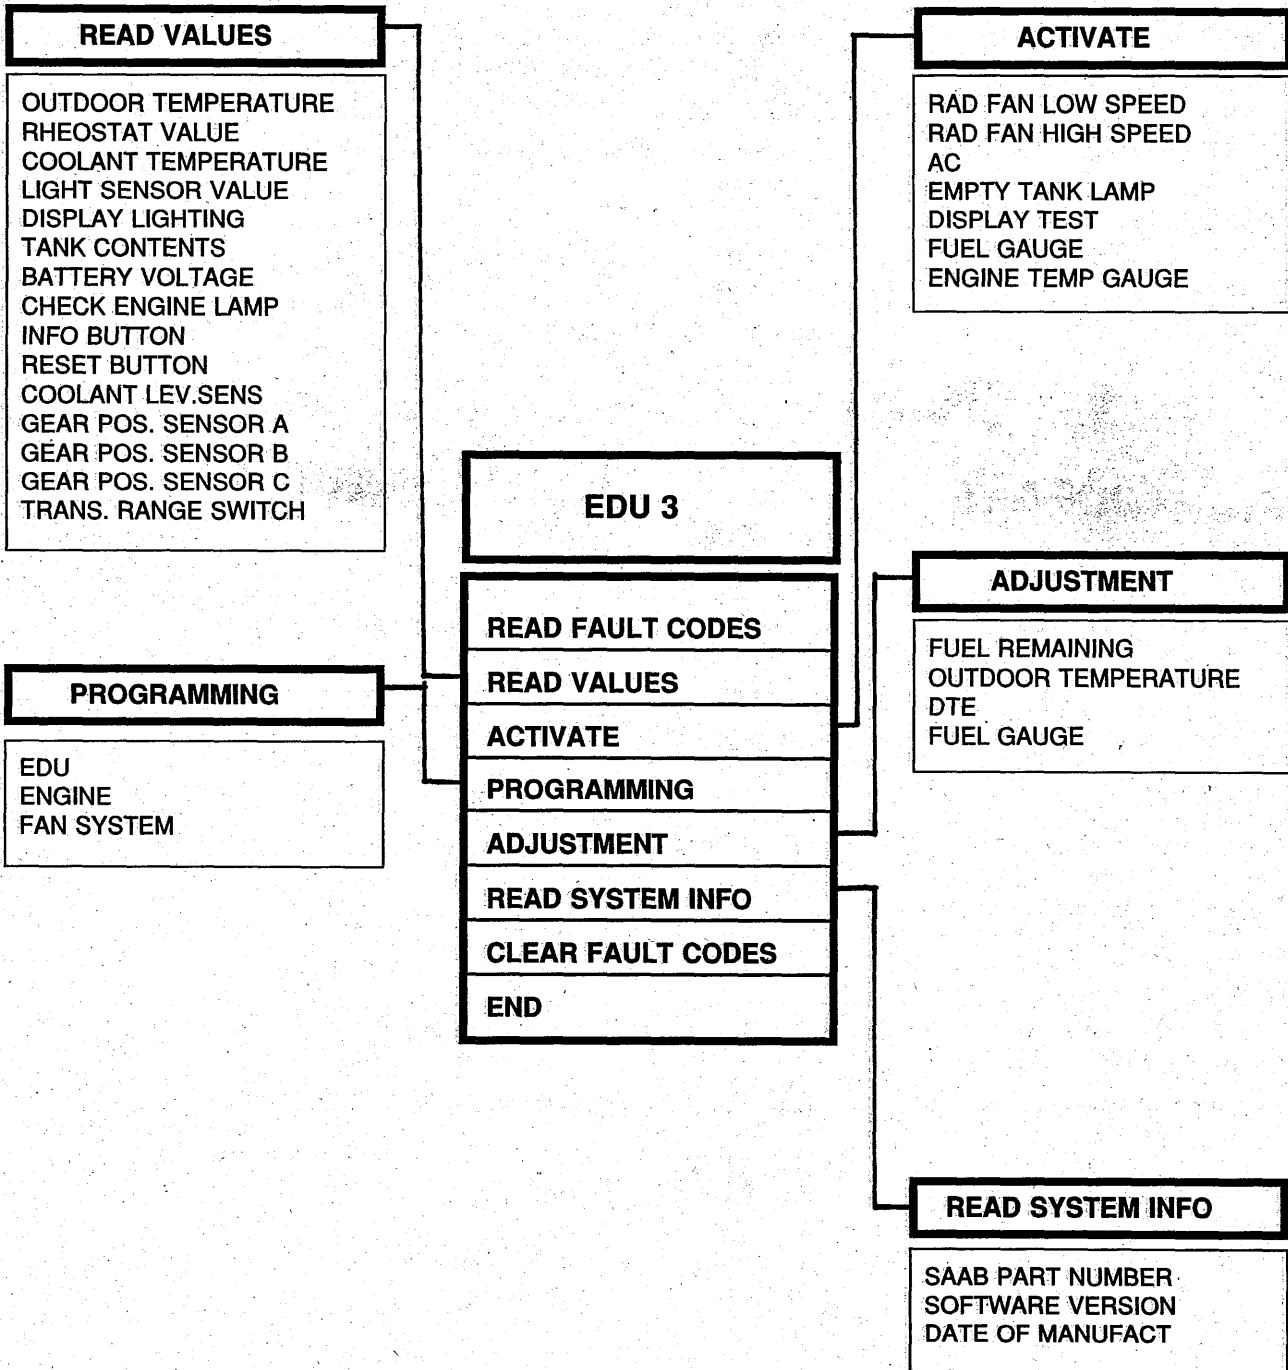 READ VALUES
OUTDOOR TEMPERATURE
RHEOSTAT VALUE
COOLANT TEMPERATURE
LIGHT SENSOR VALUE
DISPLAY LIGHTING
TANK CONTENTS
BATTERY VOLTAGE
CHECK ENGINE LAMP
INFO BUTTON
RESET BUTTON
COOLANT LEV.SENS
GEAR POS. SENSOR A
GEAR POS. SENSOR B
GEAR POS. SENSOR C
TRANS. RANGE SWITCH
PROGRAMMING
EDU
ENGINE
FAN SYSTEM
EDU 3
READ FAULT CODES
READ VALUES
ACTIVATE
PROGRAMMING
ADJUSTMENT
READ SYSTEM INFO
CLEAR FAULT CODES
END
ACTIVATE
RAD FAN LOW SPEED
RAD FAN HIGH SPEED
AC
EMPTY TANK LAMP
DISPLAY TEST
FUEL GAUGE
ENGINE TEMP GAUGE
ADJUSTMENT
FUEL REMAINING
OUTDOOR TEMPERATURE
DTE
FUEL GAUGE
READ SYSTEM INFO
SAAB PART NUMBER
SOFTWARE VERSION
DATE OF MANUFACT